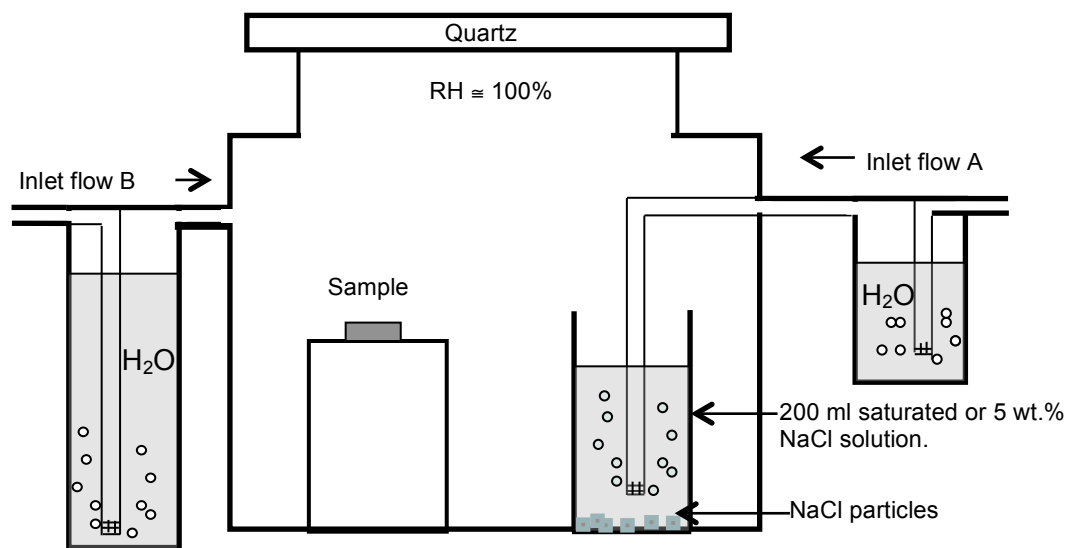 Quartz
RH ≅ 100%
Inlet flow B
Inlet flow A
Sample
H₂O
H₂O
200 ml saturated or 5 wt.%
NaCl solution.
NaCl particles